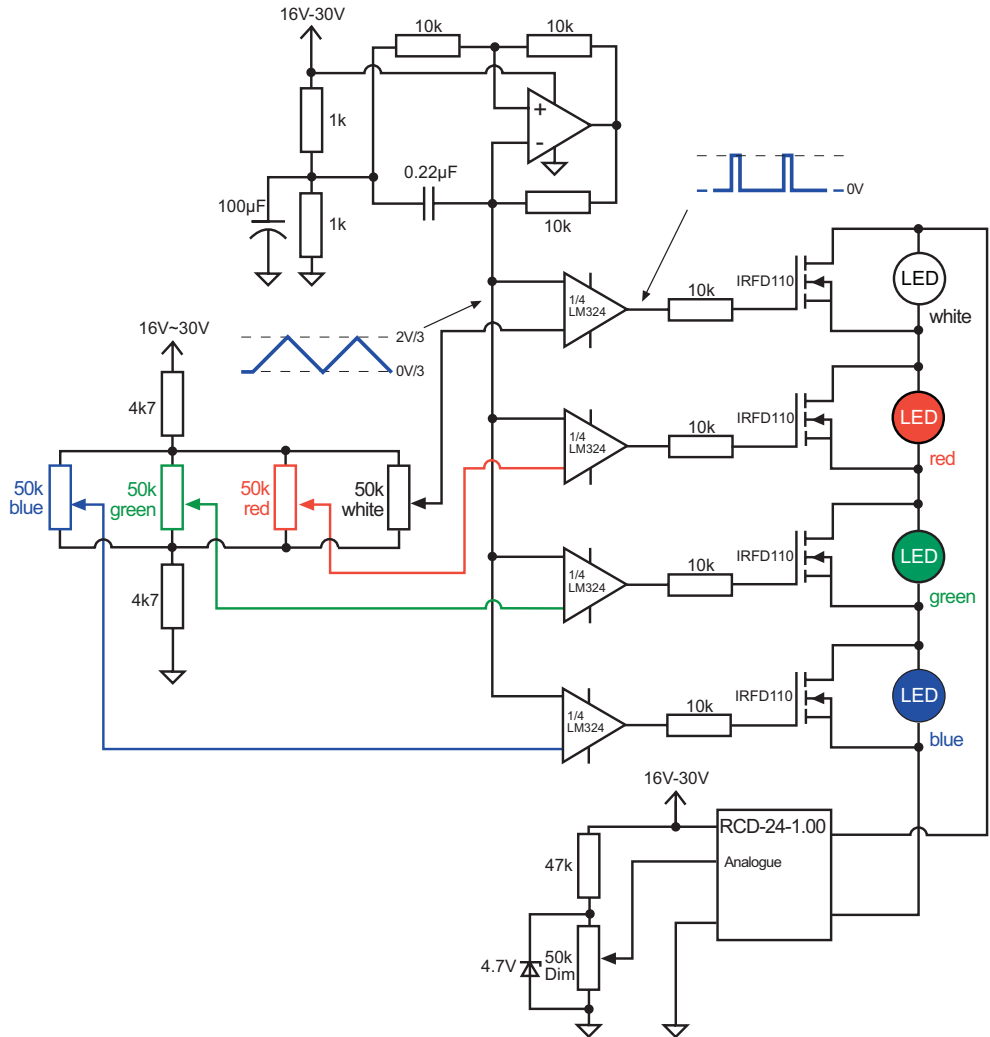 16V-30V
10k
10k
1k
+
-
0.22µF
100µF
1k
10k
0V
IRFD110
LED
10k
1/4
LM324
white
16V~30V
2V/3
0V/3
4k7
IRFD110
LED
10k
1/4
LM324
red
50k
blue
50k
green
50k
red
50k
white
IRFD110
LED
10k
1/4
LM324
green
4k7
IRFD110
LED
10k
1/4
LM324
blue
16V-30V
RCD-24-1.00
47k
Analogue
4.7V
50k
Dim